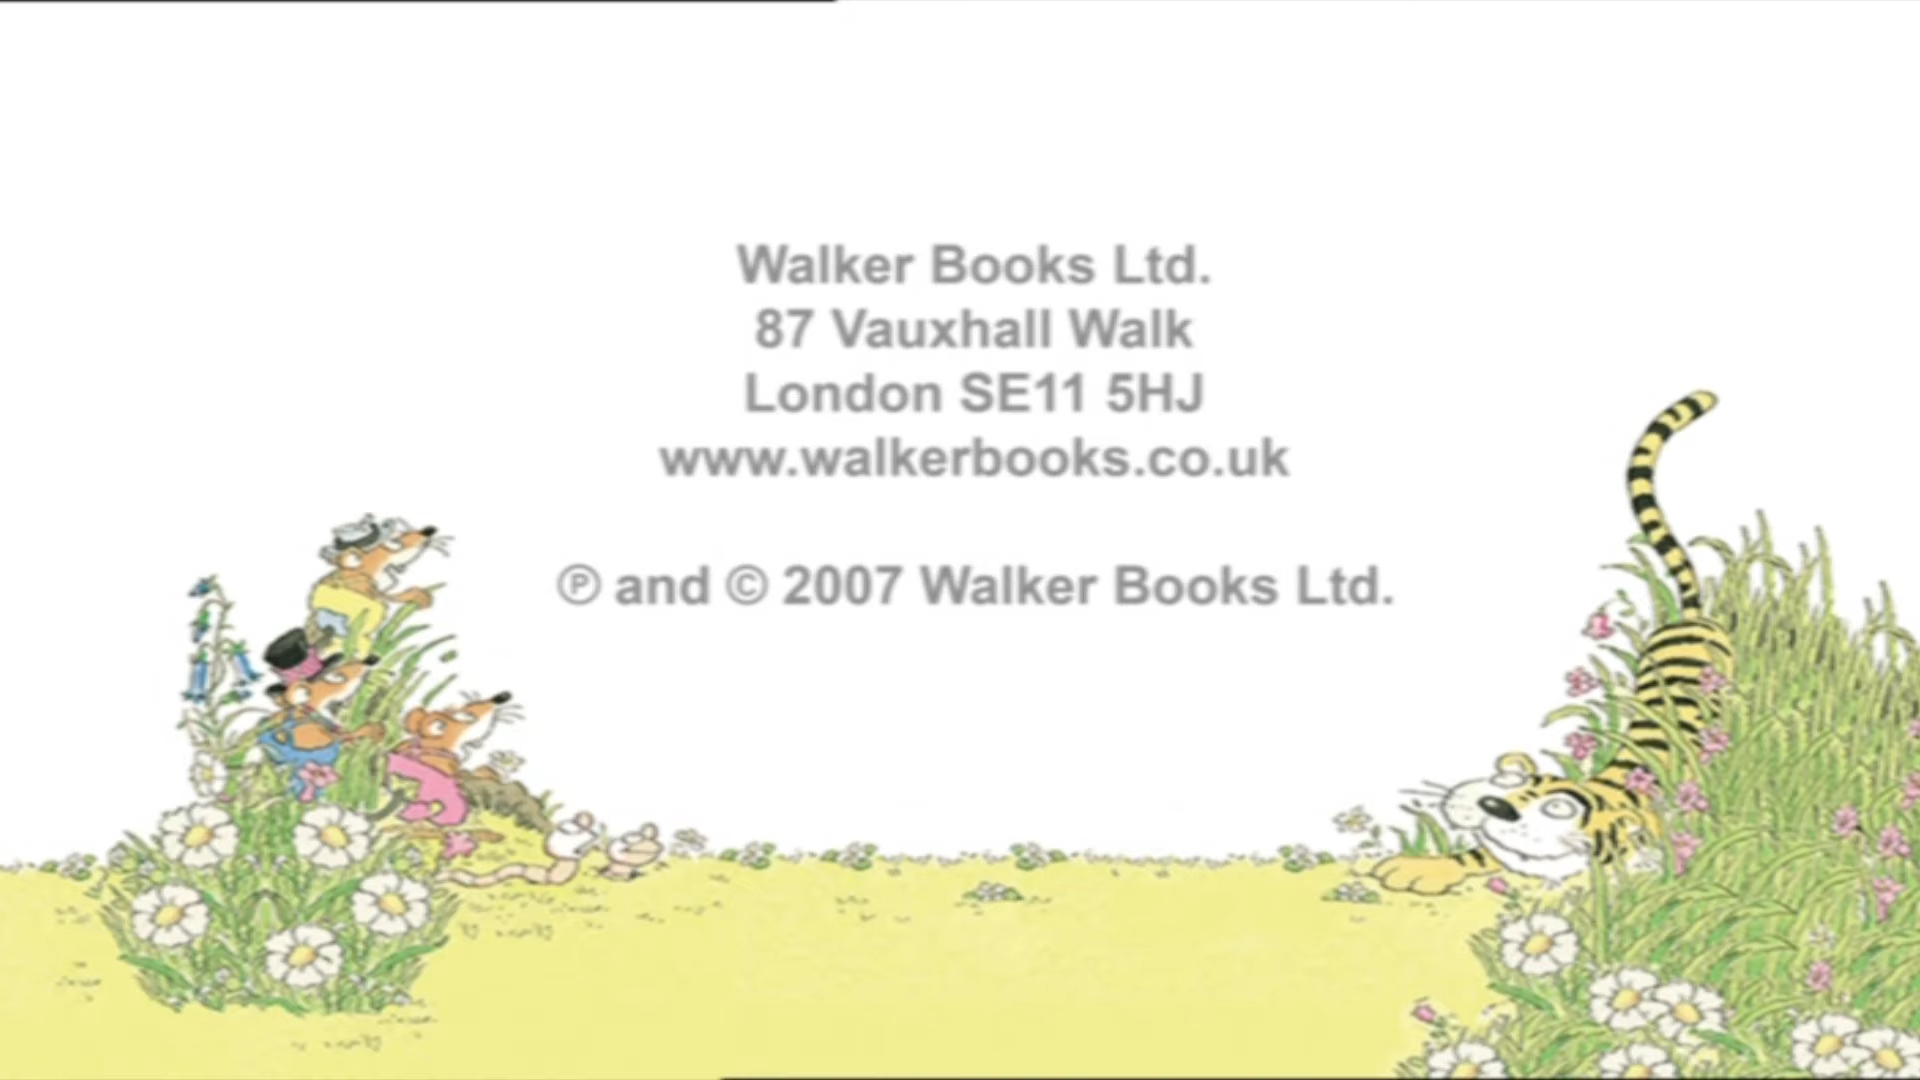 Walker Books Ltd.
87 Vauxhall Walk
London SE11 5HJ
www.walkerbooks.co.uk
℗ and © 2007 Walker Books Ltd.